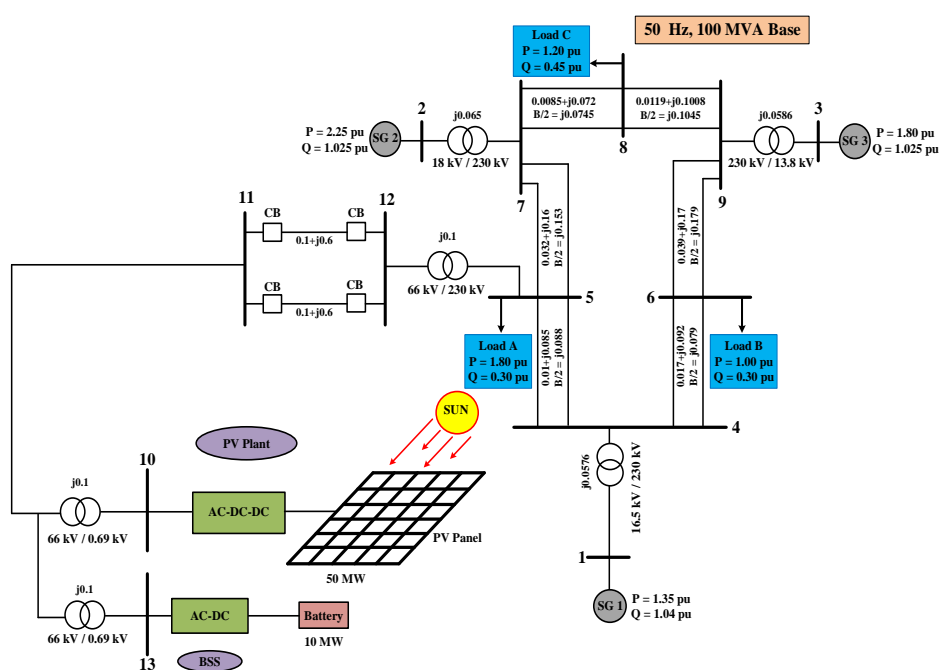 50 Hz, 100 MVA Base
Load C
P = 1.20 pu
Q = 0.45 pu
2
j0.065
0.0085+j0.072
B/2 = j0.0745
0.0119+j0.1008
B/2 = j0.1045
j0.0586
3
P = 2.25 pu
Q = 1.025 pu
SG 2
18 kV / 230 kV
8
230 kV / 13.8 kV
SG 3
P = 1.80 pu
Q = 1.025 pu
7
9
11
12
CB
CB
0.1+j0.6
j0.1
66 kV / 230 kV
CB
CB
0.1+j0.6
0.032+j0.16
B/2 = j0.153
0.039+j0.17
B/2 = j0.179
5
6
Load A
P = 1.80 pu
Q = 0.30 pu
0.01+j0.085
B/2 = j0.088
0.017+j0.092
B/2 = j0.079
Load B
P = 1.00 pu
Q = 0.30 pu
SUN
4
PV Plant
j0.0576
16.5 kV / 230 kV
10
j0.1
66 kV / 0.69 kV
AC-DC-DC
PV Panel
50 MW
1
SG 1
P = 1.35 pu
Q = 1.04 pu
j0.1
66 kV / 0.69 kV
AC-DC
Battery
10 MW
13
BSS